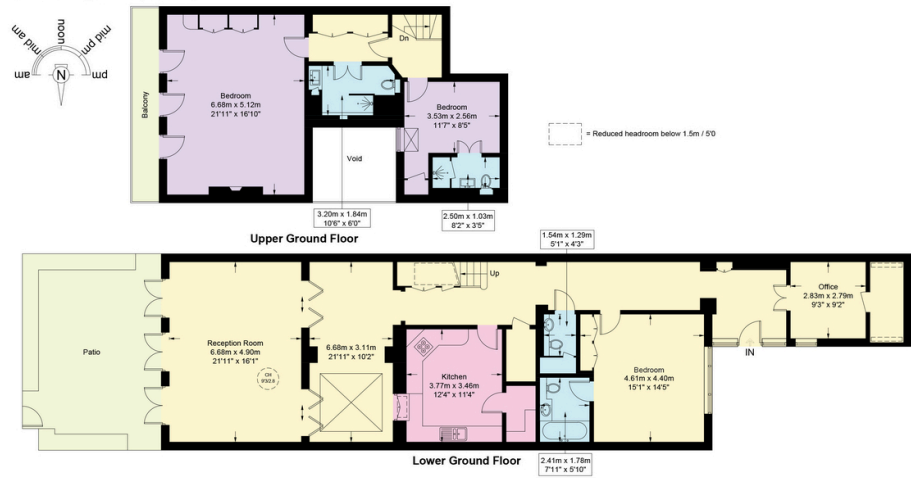 noon
mid am
mid pm
am
pm
N
Balcony
Bedroom
6.68m x 5.12m
21'11" x 16'10"
Dn
Bedroom
3.53m x 2.56m
11'7" x 8'5"
Void
= Reduced headroom below 1.5m / 5'0
3.20m x 1.84m
10'6" x 6'0"
2.50m x 1.03m
8'2" x 3'5"
Upper Ground Floor
1.54m x 1.29m
5'1" x 4'3"
Patio
Reception Room
6.68m x 4.90m
21'11" x 16'1"
CH
9'3/2.8
6.68m x 3.11m
21'11" x 10'2"
Up
Kitchen
3.77m x 3.46m
12'4" x 11'4"
Bedroom
4.61m x 4.40m
15'1" x 14'5"
IN
Office
2.83m x 2.79m
9'3" x 9'2"
2.41m x 1.78m
7'11" x 5'10"
Lower Ground Floor